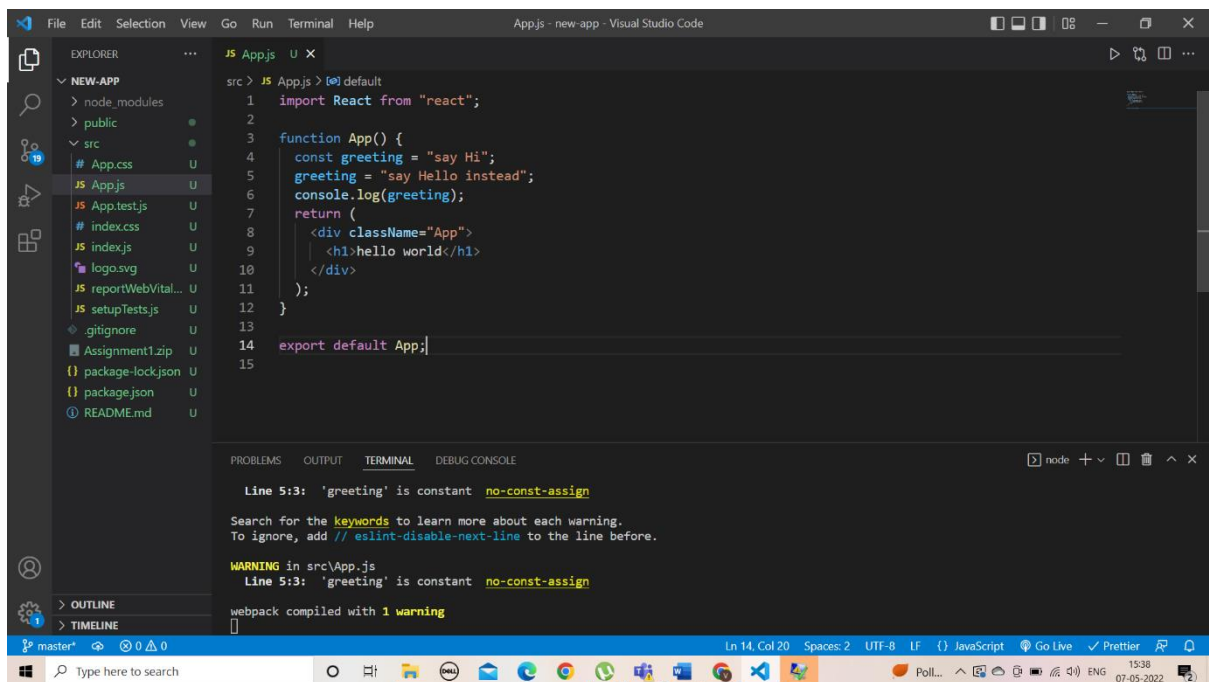 File Edit Selection View Go Run Terminal Help App.js - new-app - Visual Studio Code
EXPLORER
NEW-APP
node_modules
public
src
# App.css U
JS App.js U
JS App.test.js U
# index.css U
JS index.js U
logo.svg U
JS reportWebVital... U
JS setupTests.js U
.gitignore U
Assignment1.zip U
{} package-lock.json U
{} package.json U
README.md U
OUTLINE
TIMELINE
19
1
JS App.js U
src > JS App.js > default
1 import React from "react";
2
3 function App() {
4 const greeting = "say Hi";
5 greeting = "say Hello instead";
6 console.log(greeting);
7 return (
8 <div className="App">
9 <h1>hello world</h1>
10 </div>
11 );
12 }
13
14 export default App;
15
PROBLEMS OUTPUT TERMINAL DEBUG CONSOLE node
Line 5:3: 'greeting' is constant no-const-assign
Search for the keywords to learn more about each warning.
To ignore, add // eslint-disable-next-line to the line before.
WARNING in src\App.js
Line 5:3: 'greeting' is constant no-const-assign
webpack compiled with 1 warning
master* 0 0 Ln 14, Col 20 Spaces: 2 UTF-8 LF {} JavaScript Go Live Prettier
Type here to search DELL Poll... ENG 15:38
07-05-2022 2